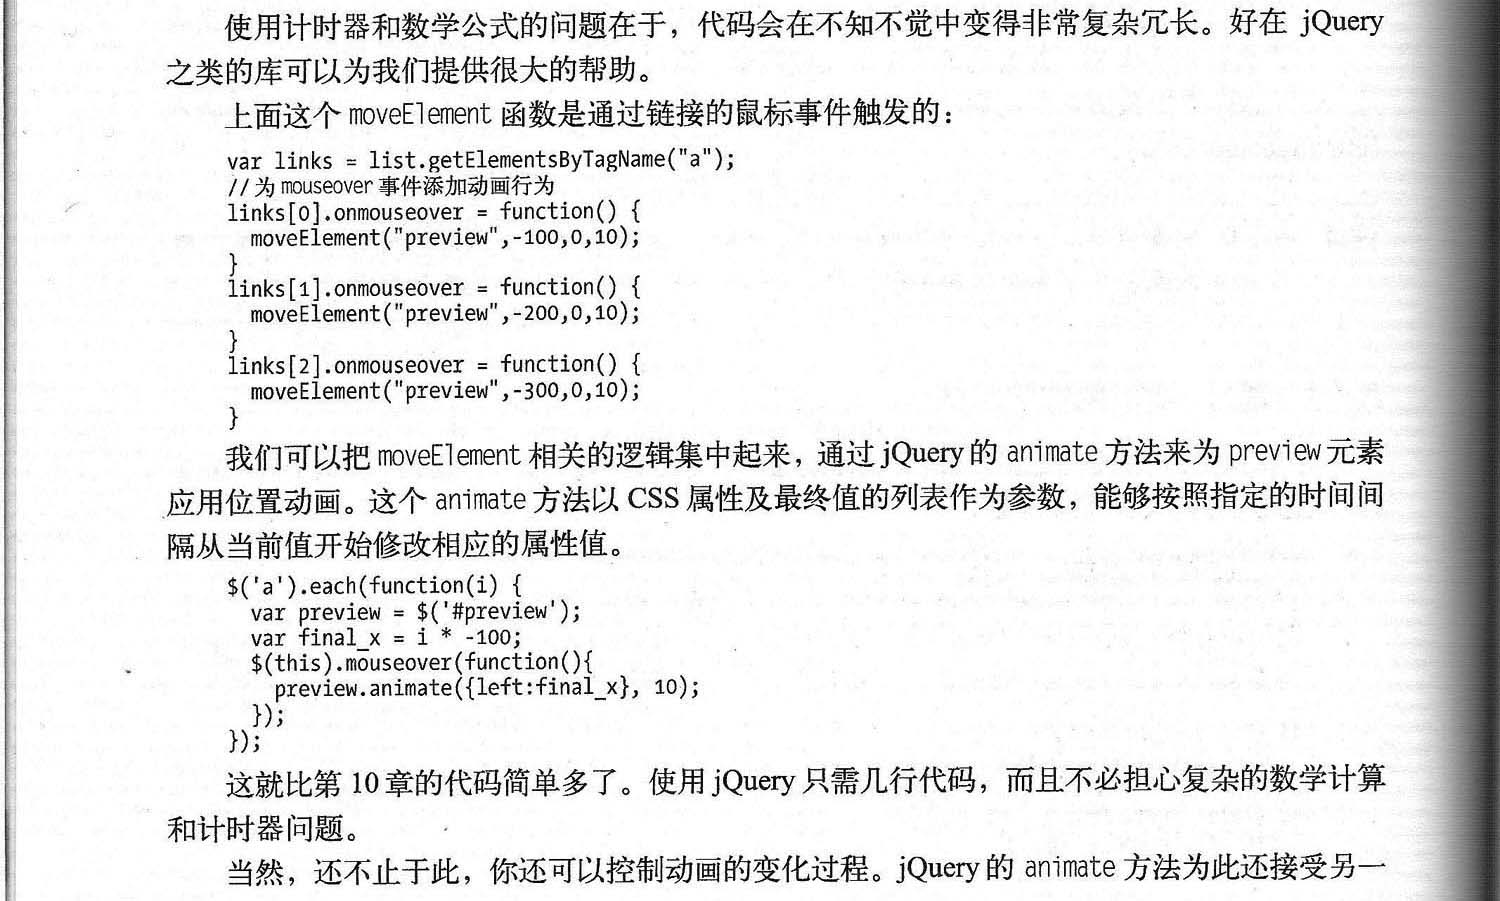 使用计时器和数学公式的问题在于，代码会在不知不觉中变得非常复杂冗长。好在 jQuery
之类的库可以为我们提供很大的帮助。
上面这个 moveElement 函数是通过链接的鼠标事件触发的：
var links = list.getElementsByTagName("a");
//为 mouseover 事件添加动画行为
links[0].onmouseover = function() {
moveElement("preview",-100,0,10);
}
links[1].onmouseover = function() {
moveElement("preview",-200,0,10);
}
links[2].onmouseover = function() {
moveElement("preview",-300,0,10);
}
我们可以把 moveElement 相关的逻辑集中起来，通过 jQuery 的 animate 方法来为 preview 元素
应用位置动画。这个 animate 方法以 CSS 属性及最终值的列表作为参数，能够按照指定的时间间
隔从当前值开始修改相应的属性值。
$('a').each(function(i) {
var preview = $('#preview');
var final_x = i * -100;
$(this).mouseover(function(){
preview.animate({left:final_x}, 10);
});
});
这就比第 10 章的代码简单多了。使用 jQuery 只需几行代码，而且不必担心复杂的数学计算
和计时器问题。
当然，还不止于此，你还可以控制动画的变化过程。jQuery 的 animate 方法为此还接受另一